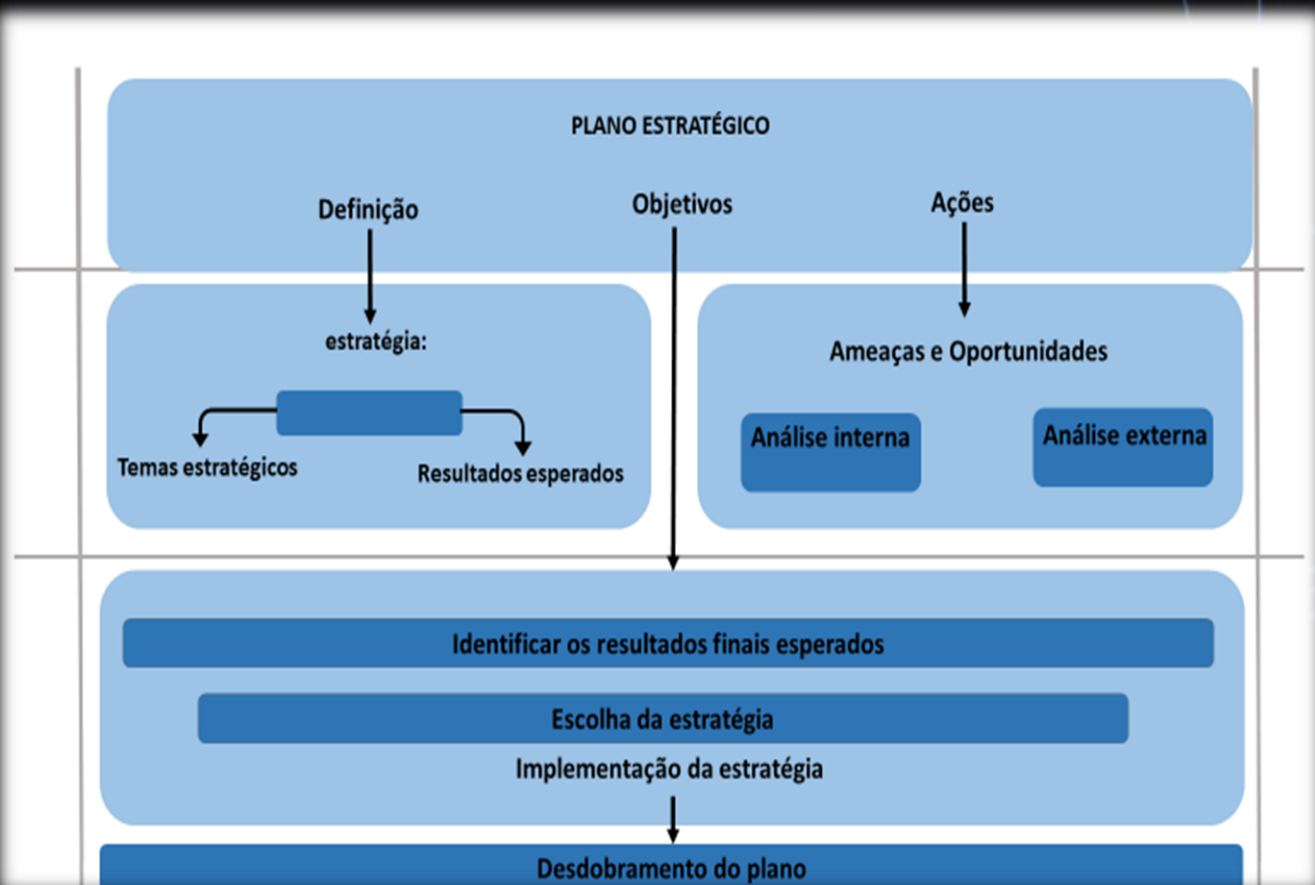 PLANO ESTRATÉGICO
Definição
Objetivos
Ações
estratégia:
Temas estratégicos
Resultados esperados
Ameaças e Oportunidades
Análise interna
Análise externa
Identificar os resultados finais esperados
Escolha da estratégia
Implementação da estratégia
Desdobramento do plano